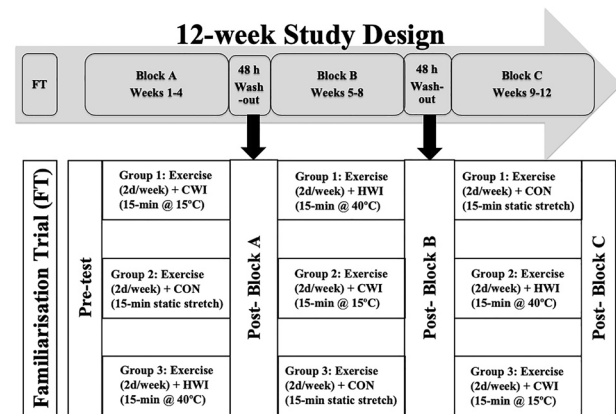 12-week Study Design
FT
Block A
Weeks 1-4
48 h
Wash
-out
Block B
Weeks 5-8
48 h
Wash-
out
Block C
Weeks 9-12
Familiarisation Trial (FT)
Pre-test
Group 1: Exercise
(2d/week) + CWI
(15-min @ 15°C)
Group 2: Exercise
(2d/week) + CON
(15-min static stretch)
Group 3: Exercise
(2d/week) + HWI
(15-min @ 40°C)
Post- Block A
Group 1: Exercise
(2d/week) + HWI
(15-min @ 40°C)
Group 2: Exercise
(2d/week) + CWI
(15-min @ 15°C)
Group 3: Exercise
(2d/week) + CON
(15-min static stretch)
Post- Block B
Group 1: Exercise
(2d/week) + CON
(15-min static stretch)
Group 2: Exercise
(2d/week) + HWI
(15-min @ 40°C)
Group 3: Exercise
(2d/week) + CWI
(15-min @ 15°C)
Post- Block C